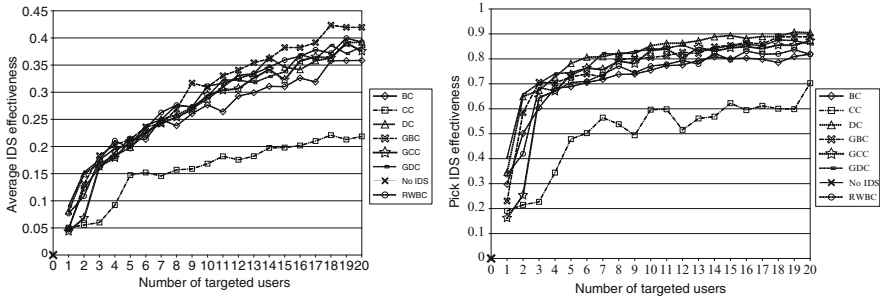 Average IDS effectiveness
0.45
0.4
0.35
0.3
0.25
0.2
0.15
0.1
0.05
0
0 1 2 3 4 5 6 7 8 9 10 11 12 13 14 15 16 17 18 19 20
Number of targeted users
BC
CC
DC
GBC
GCC
GDC
No IDS
RWBC
Pick IDS effectiveness
1
0.9
0.8
0.7
0.6
0.5
0.4
0.3
0.2
0.1
0
0 1 2 3 4 5 6 7 8 9 10 11 12 13 14 15 16 17 18 19 20
Number of targeted users
BC
CC
DC
GBC
GCC
GDC
No IDS
RWBC